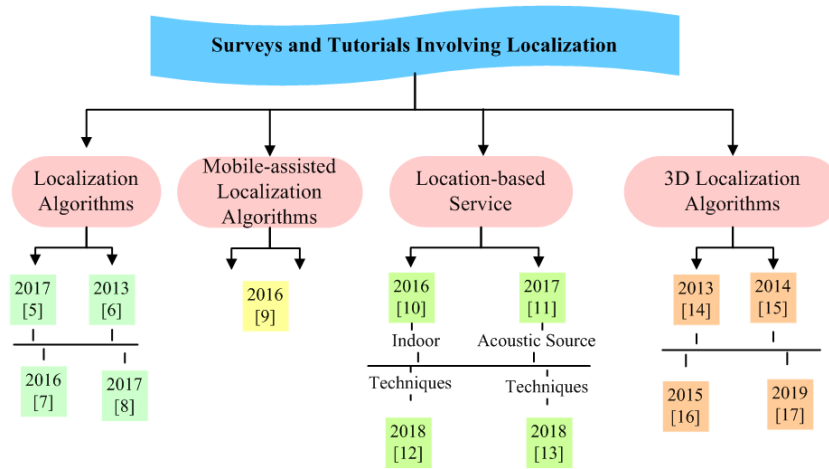 Surveys and Tutorials Involving Localization
Localization
Algorithms
Mobile-assisted
Localization
Algorithms
Location-based
Service
3D Localization
Algorithms
2017
[5]
2013
[6]
2016
[7]
2017
[8]
2016
[9]
2016
[10]
2017
[11]
Indoor
Acoustic Source
Techniques
Techniques
2018
[12]
2018
[13]
2013
[14]
2014
[15]
2015
[16]
2019
[17]